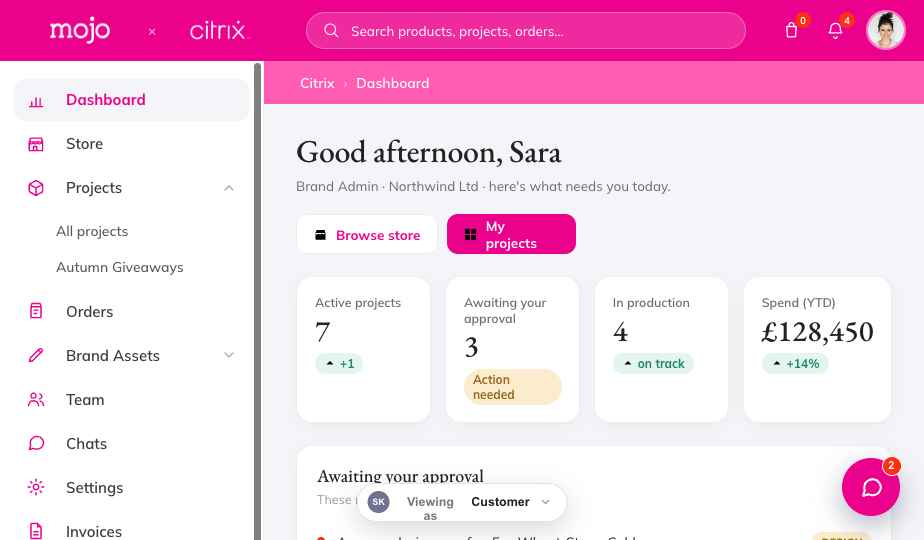 mojo × citrix
Search products, projects, orders...
0
4
Citrix › Dashboard
Dashboard
Store
Projects
All projects
Autumn Giveaways
Orders
Brand Assets
Team
Chats
Settings
Invoices
Good afternoon, Sara
Brand Admin · Northwind Ltd · here's what needs you today.
Browse store
My
projects
Active projects
7
+1
Awaiting your
approval
3
Action
needed
In production
4
on track
Spend (YTD)
£128,450
+14%
Awaiting your approval
These
SK
Viewing
as
Customer
2